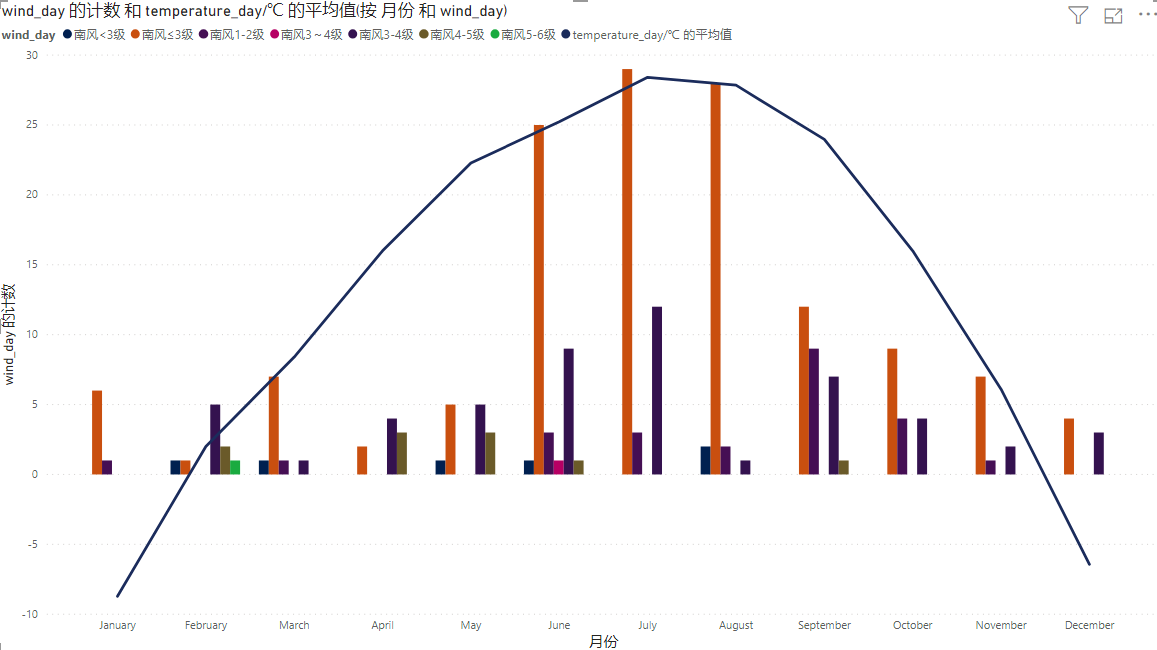 wind_day 的计数 和 temperature_day/℃ 的平均值(按 月份 和 wind_day)
wind_day 南风<3级 南风≤3级 南风1-2级 南风3～4级 南风3-4级 南风4-5级 南风5-6级 temperature_day/℃ 的平均值
30
25
20
15
10
5
0
-5
-10
wind_day 的计数
January February March April May June July August September October November December
月份